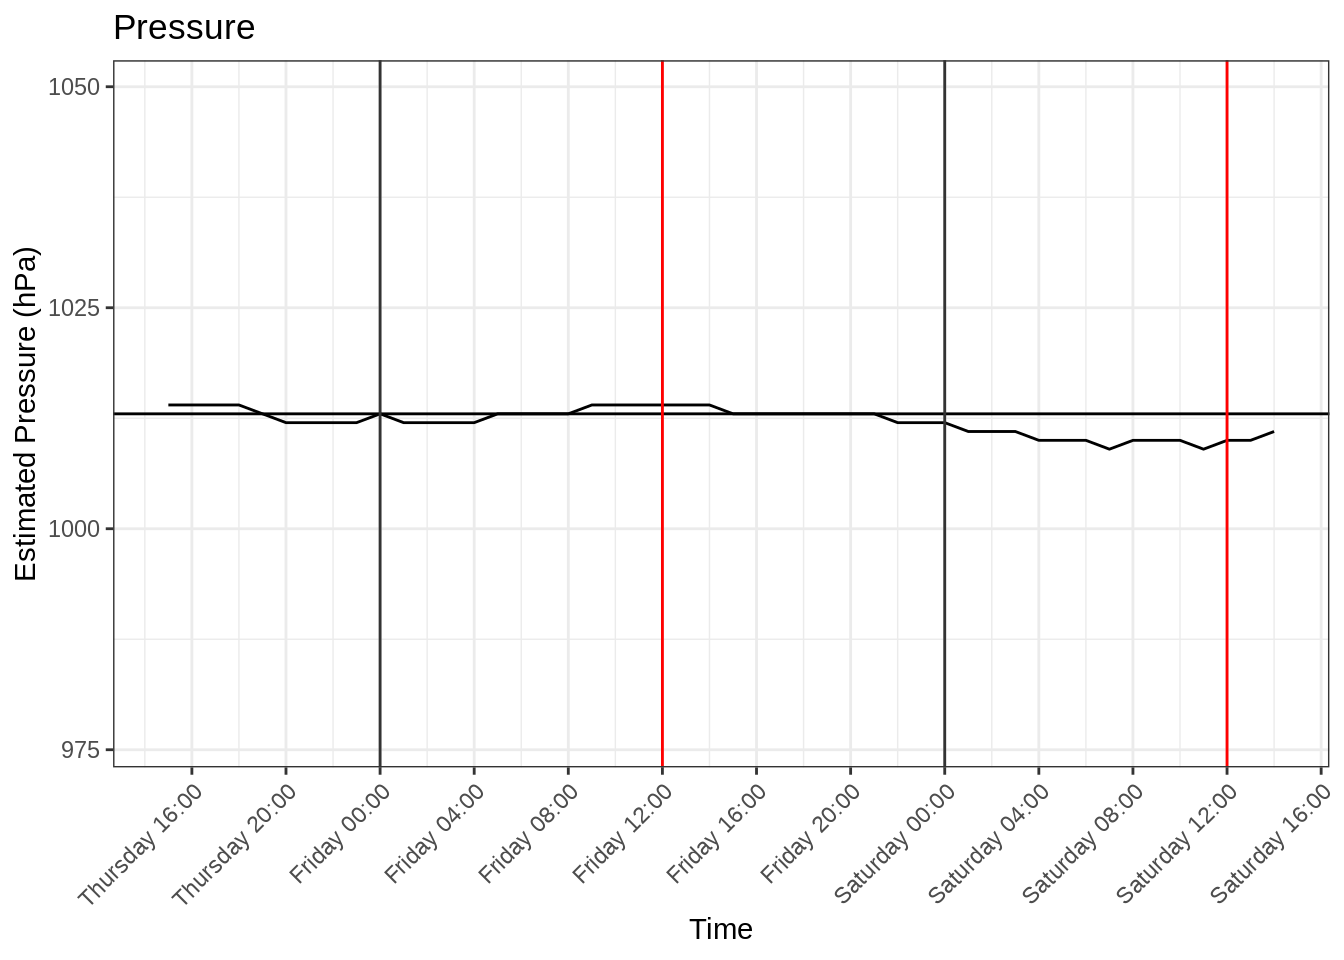 Pressure
Estimated Pressure (hPa)
1050
1025
1000
975
Thursday 16:00
Thursday 20:00
Friday 00:00
Friday 04:00
Friday 08:00
Friday 12:00
Friday 16:00
Friday 20:00
Saturday 00:00
Saturday 04:00
Saturday 08:00
Saturday 12:00
Saturday 16:00
Time